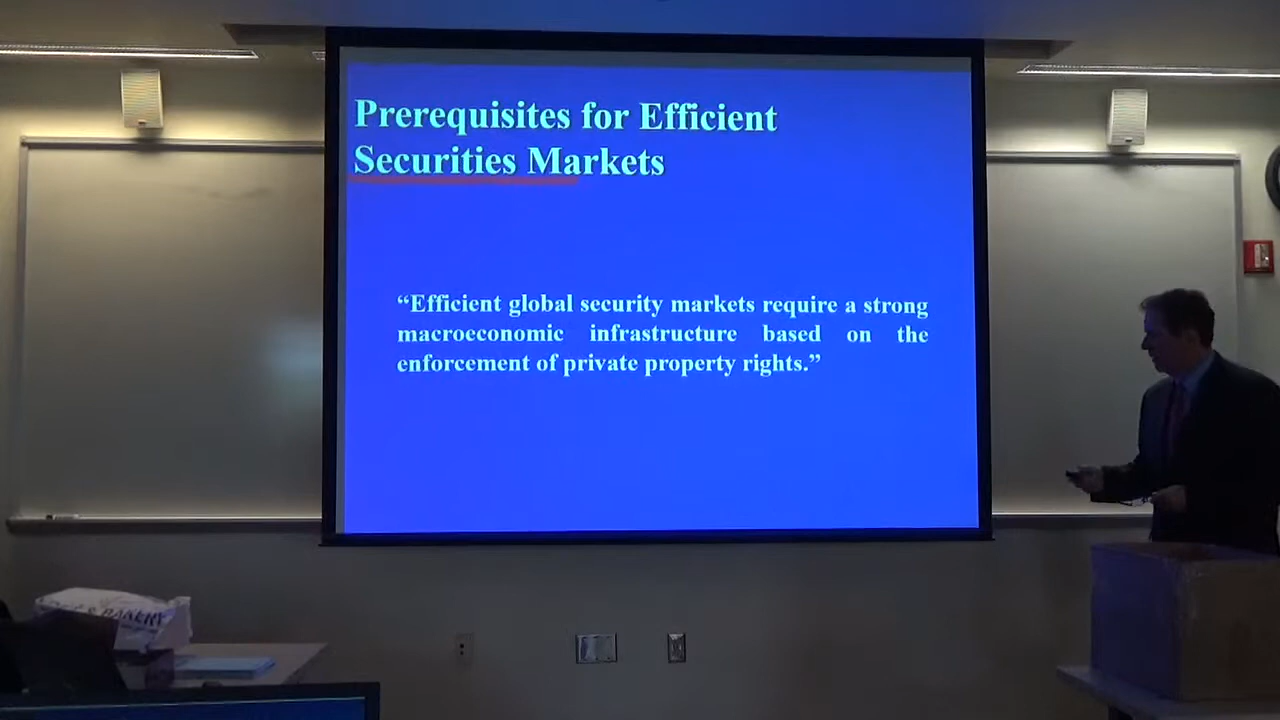 Prerequisites for Efficient
Securities Markets
“Efficient global security markets require a strong
macroeconomic infrastructure based on the
enforcement of private property rights.”
BAKERY